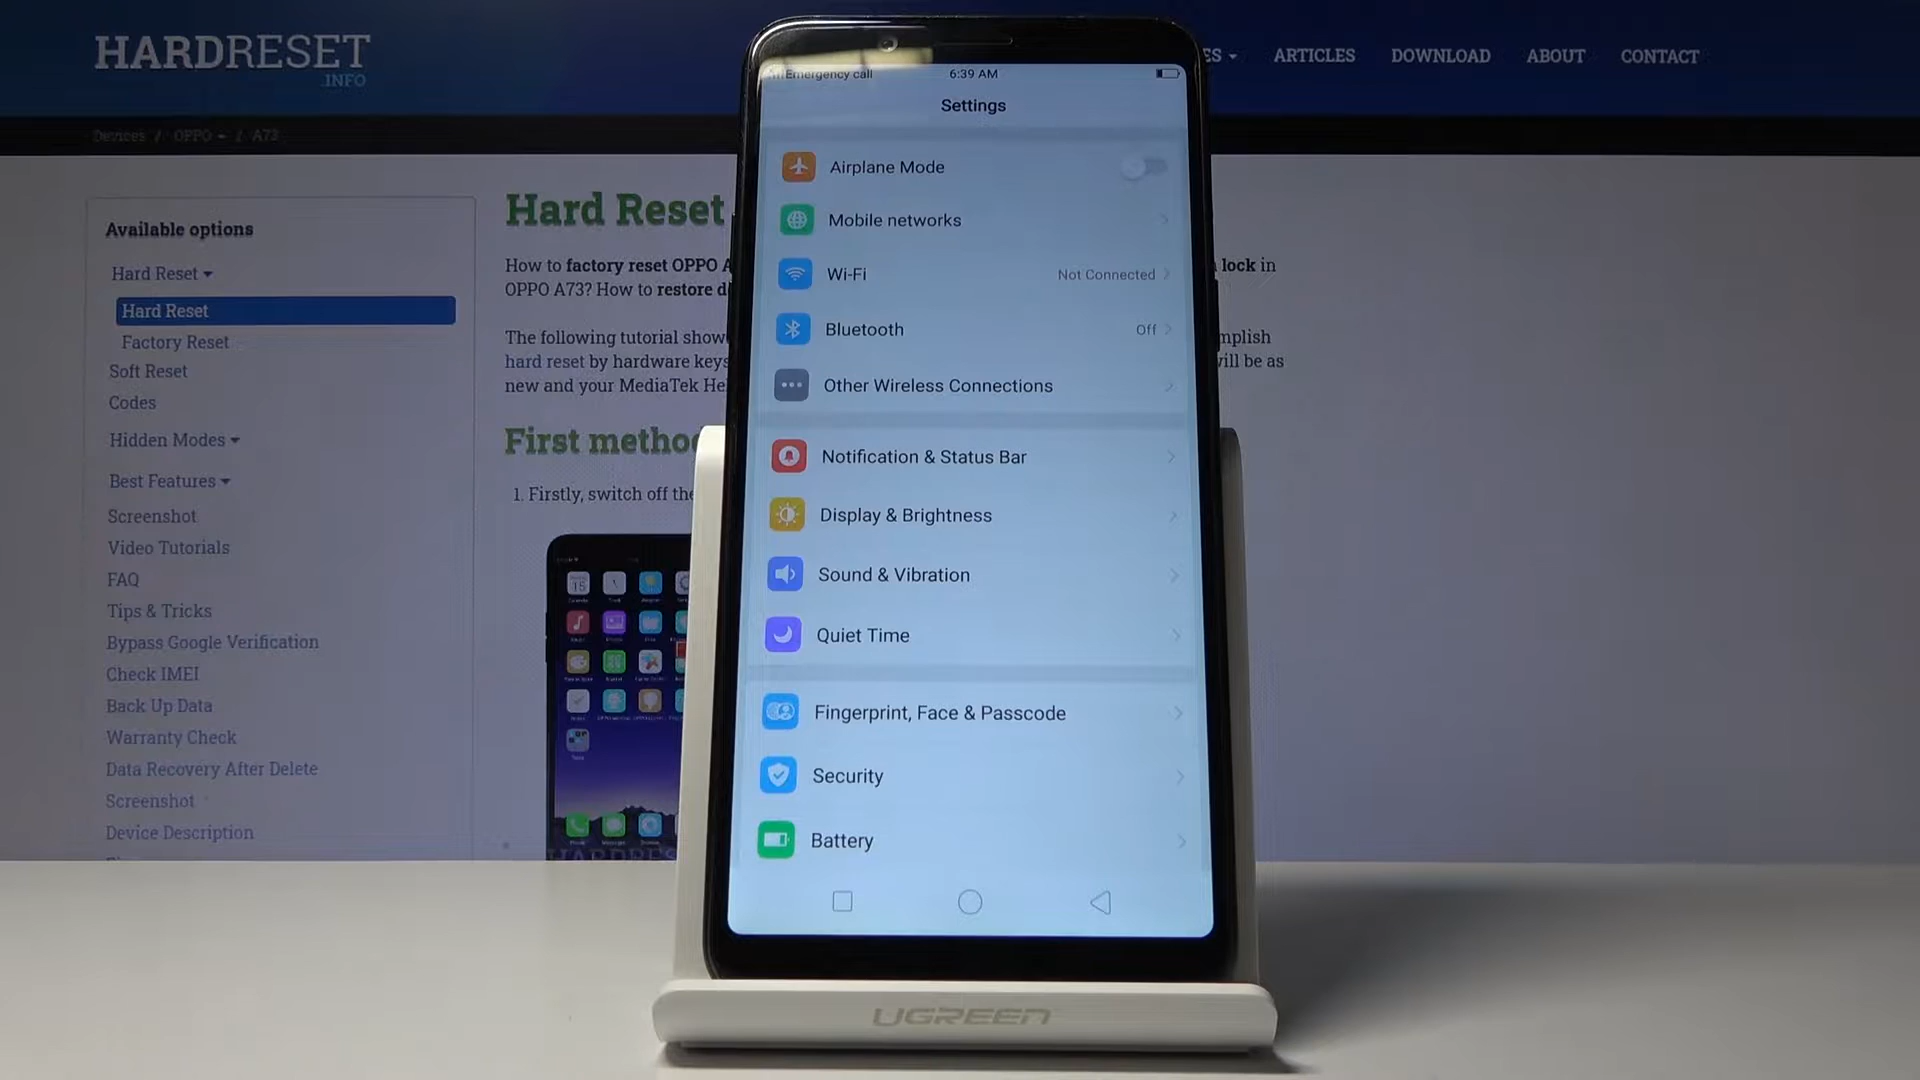 HARDRESET
.INFO
ES
ARTICLES
DOWNLOAD
ABOUT
CONTACT
Devices / OPPO / A73
Available options
Hard Reset
Hard Reset
Factory Reset
Soft Reset
Codes
Hidden Modes
Best Features
Screenshot
Video Tutorials
FAQ
Tips & Tricks
Bypass Google Verification
Check IMEI
Back Up Data
Warranty Check
Data Recovery After Delete
Screenshot
Device Description
Hard Reset
How to factory reset OPPO A
lock in
OPPO A73? How to restore d
The following tutorial show
mplish
hard reset by hardware keys
will be as
new and your MediaTek He
First metho
1. Firstly, switch off the
Emergency call
6:39 AM
Settings
Airplane Mode
Mobile networks
Wi-Fi
Not Connected
Bluetooth
Off
Other Wireless Connections
Notification & Status Bar
Display & Brightness
Sound & Vibration
Quiet Time
Fingerprint, Face & Passcode
Security
Battery
UGREEN